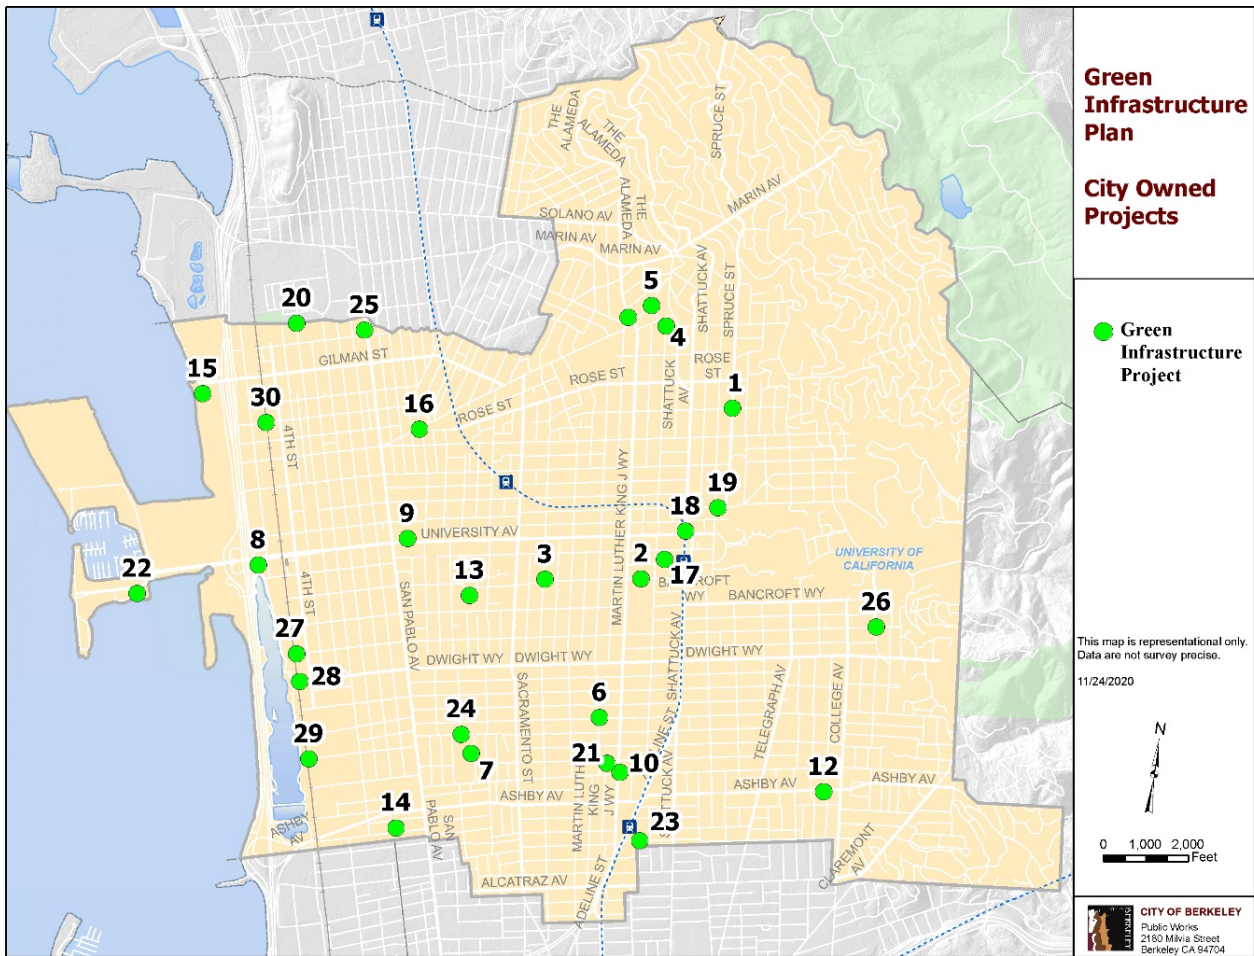 Green
Infrastructure
Plan
City Owned
Projects
Green
Infrastructure
Project
This map is representational only.
Data are not survey precise.
11/24/2020
N
0 1,000 2,000
Feet
CITY OF BERKELEY
Public Works
2180 Milvia Street
Berkeley CA 94704
THE
ALAMEDA
THE
ALAMEDA
THE
ALAMEDA
SPRUCE ST
MARIN AV
SOLANO AV
MARIN AV
MARIN AV
SHATTUCK AV
SPRUCE ST
5
4
20
25
GILMAN ST
15
30
16
ROSE ST
ROSE ST
ROSE
ST
SHATTUCK
AV
1
4TH ST
MARTIN LUTHER KING J WY
19
18
9
UNIVERSITY AV
8
22
13
3
2
17
BANCROFT
WY
BANCROFT WY
UNIVERSITY OF
CALIFORNIA
26
4TH ST
SAN PABLO AV
27
28
DWIGHT WY
DWIGHT WY
DWIGHT WY
SHATTUCK AV
SACRAMENTO ST
TELEGRAPH AV
COLLEGE AV
24
7
6
21
10
29
12
ASHBY AV
ASHBY AV
ASHBY AV
ASHBY
AV
14
SAN
PABLO AV
MARTIN LUTH
KING
J WY
LINE ST
23
ALCATRAZ AV
ADELINE ST
CLAREMONT
AV